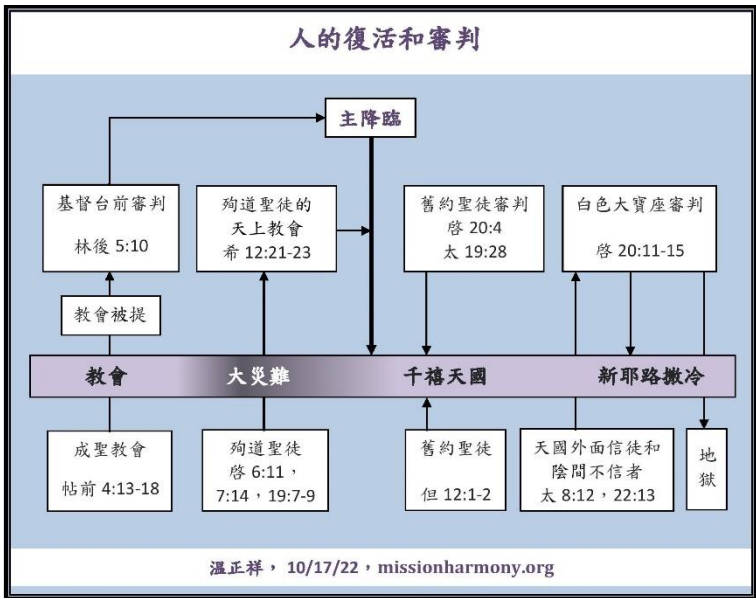 人的復活和審判
主降臨
基督台前審判
林後 5:10
殉道聖徒的
天上教會
希 12:21-23
舊約聖徒審判
啓 20:4
太 19:28
白色大寶座審判
啓 20:11-15
教會被提
教會
大災難
千禧天國
新耶路撒冷
成聖教會
帖前 4:13-18
殉道聖徒
啓 6:11，
7:14，19:7-9
舊約聖徒
但 12:1-2
天國外面信徒和
陰間不信者
太 8:12，22:13
地
獄
溫正祥， 10/17/22，missionharmony.org